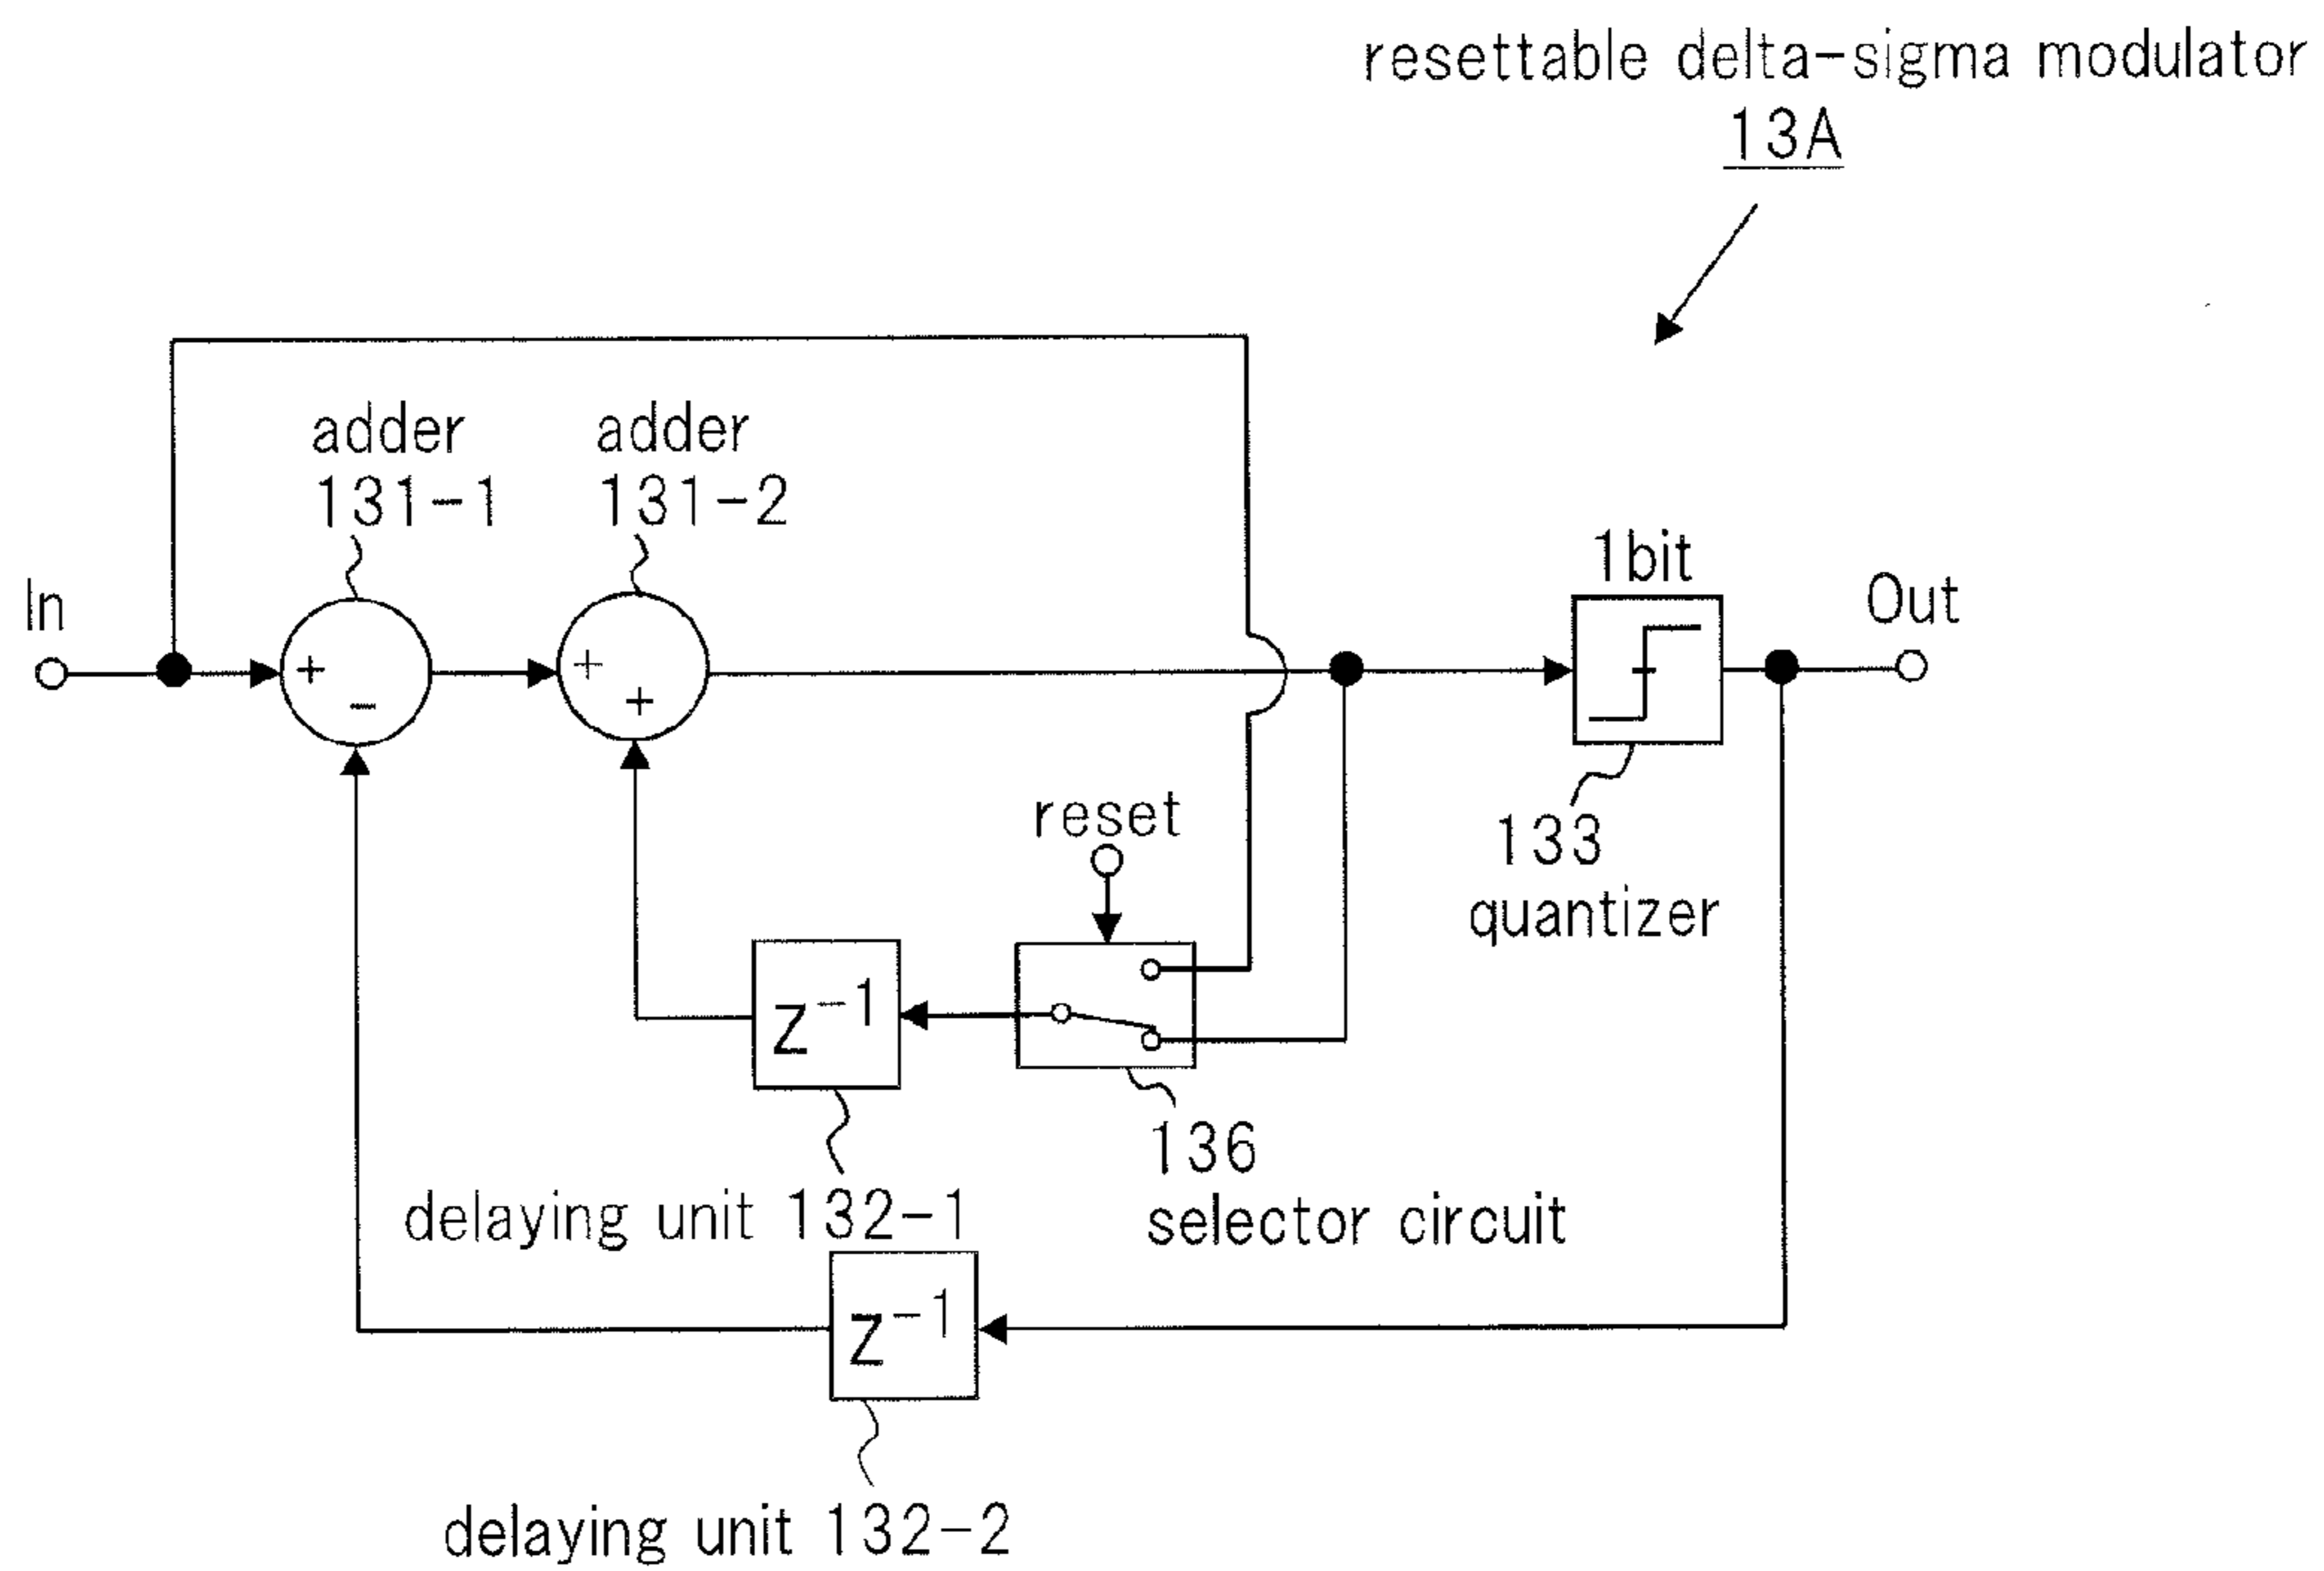 resettable delta-sigma modulator
13A
adder
131-1
adder
131-2
1bit
In
Out
+
-
+
+
reset
133
quantizer
z⁻¹
136
selector circuit
delaying unit 132-1
z⁻¹
delaying unit 132-2